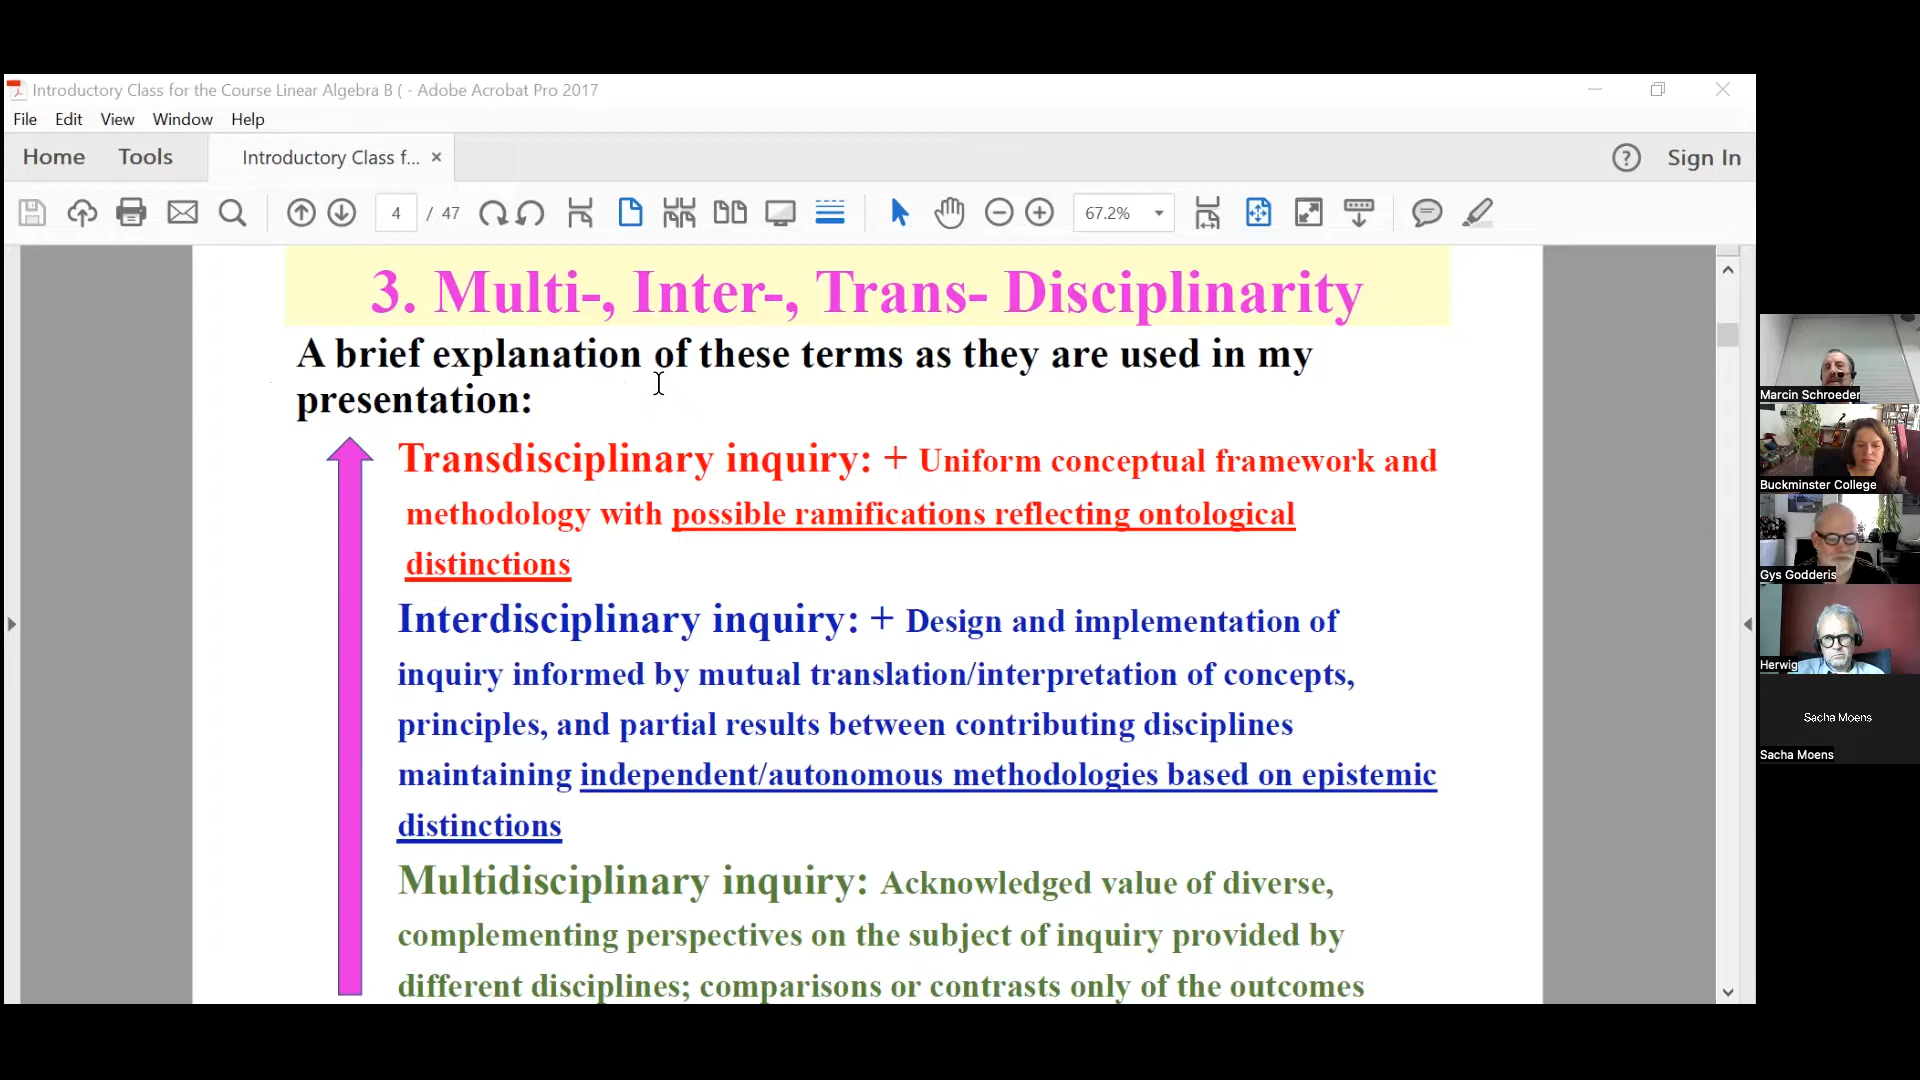 Introductory Class for the Course Linear Algebra B ( - Adobe Acrobat Pro 2017
File Edit View Window Help
Home Tools Introductory Class f... × Sign In
4 / 47 67.2%
3. Multi-, Inter-, Trans- Disciplinarity
A brief explanation of these terms as they are used in my
presentation:
Transdisciplinary inquiry: + Uniform conceptual framework and
methodology with possible ramifications reflecting ontological
distinctions
Interdisciplinary inquiry: + Design and implementation of
inquiry informed by mutual translation/interpretation of concepts,
principles, and partial results between contributing disciplines
maintaining independent/autonomous methodologies based on epistemic
distinctions
Multidisciplinary inquiry: Acknowledged value of diverse,
complementing perspectives on the subject of inquiry provided by
different disciplines; comparisons or contrasts only of the outcomes
Marcin Schroeder
Buckminster College
Gys Godderis
Herwig
Sacha Moens
Sacha Moens